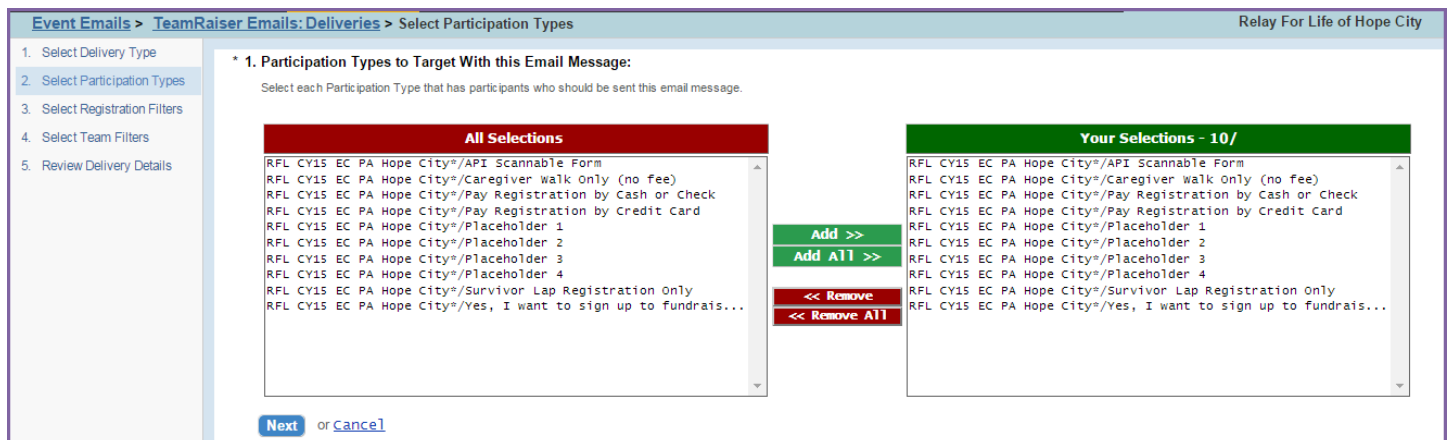 Event Emails > TeamRaiser Emails: Deliveries > Select Participation Types
Relay For Life of Hope City
1. Select Delivery Type
2. Select Participation Types
3. Select Registration Filters
4. Select Team Filters
5. Review Delivery Details
* 1. Participation Types to Target With this Email Message:
Select each Participation Type that has participants who should be sent this email message.
All Selections
RFL CY15 EC PA Hope City*/API Scannable Form
RFL CY15 EC PA Hope City*/Caregiver Walk Only (no fee)
RFL CY15 EC PA Hope City*/Pay Registration by Cash or Check
RFL CY15 EC PA Hope City*/Pay Registration by Credit Card
RFL CY15 EC PA Hope City*/Placeholder 1
RFL CY15 EC PA Hope City*/Placeholder 2
RFL CY15 EC PA Hope City*/Placeholder 3
RFL CY15 EC PA Hope City*/Placeholder 4
RFL CY15 EC PA Hope City*/Survivor Lap Registration Only
RFL CY15 EC PA Hope City*/Yes, I want to sign up to fundrais...
Add >>
Add All >>
<< Remove
<< Remove All
Your Selections - 10/
RFL CY15 EC PA Hope City*/API Scannable Form
RFL CY15 EC PA Hope City*/Caregiver Walk Only (no fee)
RFL CY15 EC PA Hope City*/Pay Registration by Cash or Check
RFL CY15 EC PA Hope City*/Pay Registration by Credit Card
RFL CY15 EC PA Hope City*/Placeholder 1
RFL CY15 EC PA Hope City*/Placeholder 2
RFL CY15 EC PA Hope City*/Placeholder 3
RFL CY15 EC PA Hope City*/Placeholder 4
RFL CY15 EC PA Hope City*/Survivor Lap Registration Only
RFL CY15 EC PA Hope City*/Yes, I want to sign up to fundrais...
Next or Cancel